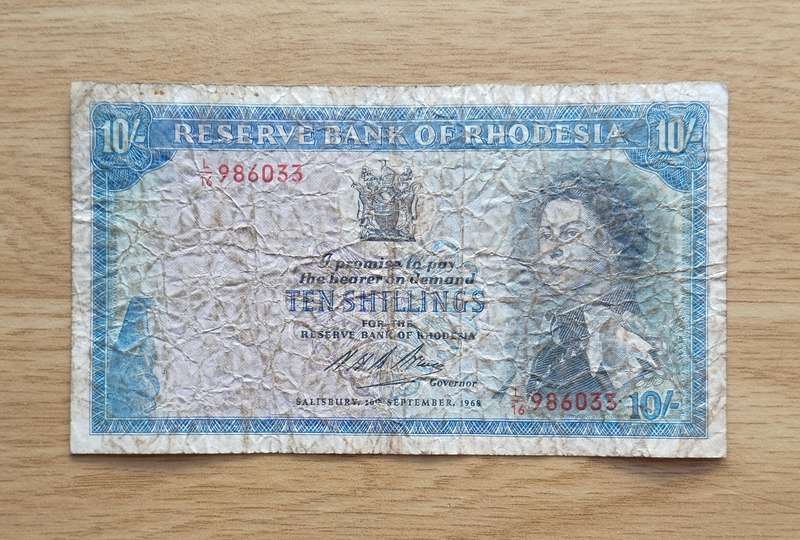 10/- RESERVE BANK OF RHODESIA 10/-
L/16 986033
I promise to pay
the bearer on demand
TEN SHILLINGS
FOR THE
RESERVE BANK OF RHODESIA
Governor
L/16 986033 10/-
SALISBURY, 10th SEPTEMBER, 1968